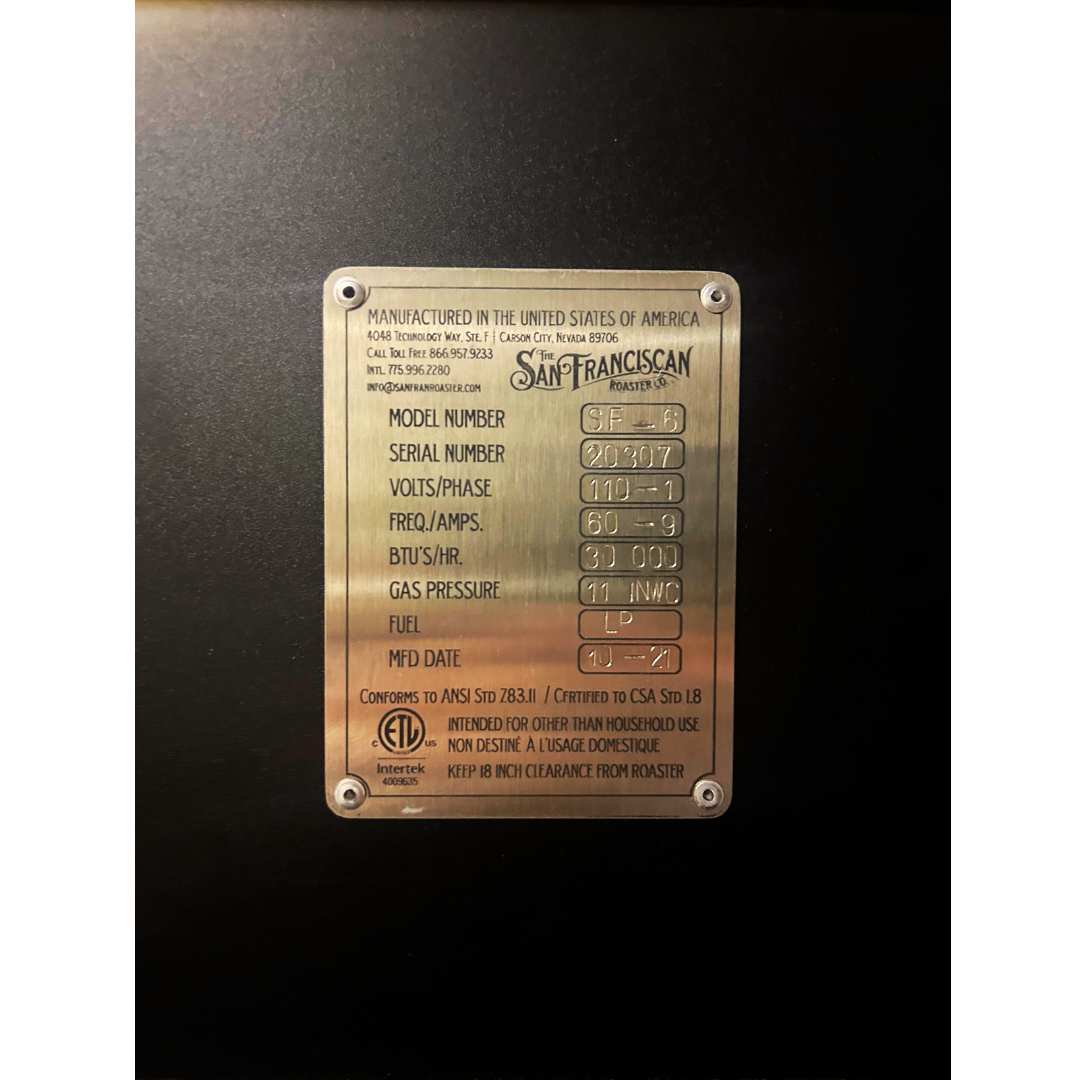 MANUFACTURED IN THE UNITED STATES OF AMERICA
4048 TECHNOLOGY WAY, STE. F | CARSON CITY, NEVADA 89706
CALL TOLL FREE 866.957.9233
INTL. 775.996.2280
INFO@SANFRANROASTER.COM
THE
SAN FRANCISCAN
ROASTER CO.
MODEL NUMBER SF - 6
SERIAL NUMBER 20307
VOLTS/PHASE 110-1
FREQ./AMPS. 60-9
BTU'S/HR. 30 000
GAS PRESSURE 11 INWC
FUEL LP
MFD DATE 10-21
CONFORMS TO ANSI STD Z83.11 / CERTIFIED TO CSA STD 1.8
C ETL US
Intertek
4009635
INTENDED FOR OTHER THAN HOUSEHOLD USE
NON DESTINÉ À L'USAGE DOMESTIQUE
KEEP 18 INCH CLEARANCE FROM ROASTER